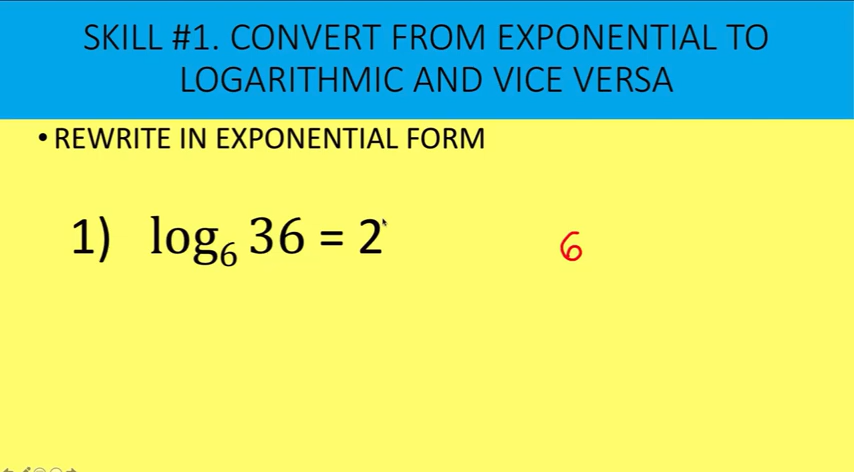 SKILL #1. CONVERT FROM EXPONENTIAL TO
LOGARITHMIC AND VICE VERSA
• REWRITE IN EXPONENTIAL FORM
1) log₆ 36 = 2
6